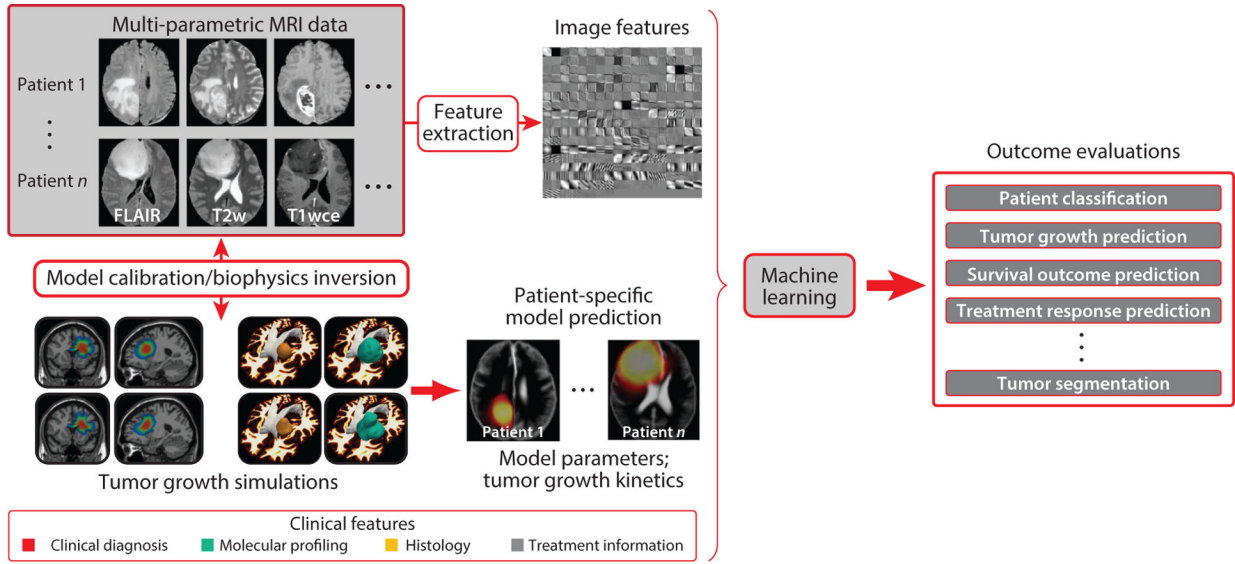 Multi-parametric MRI data
Patient 1
Patient n
FLAIR
T2w
T1wce
Feature
extraction
Image features
Model calibration/biophysics inversion
Tumor growth simulations
Patient-specific
model prediction
Patient 1
Patient n
Model parameters;
tumor growth kinetics
Clinical features
Clinical diagnosis
Molecular profiling
Histology
Treatment information
Machine
learning
Outcome evaluations
Patient classification
Tumor growth prediction
Survival outcome prediction
Treatment response prediction
Tumor segmentation